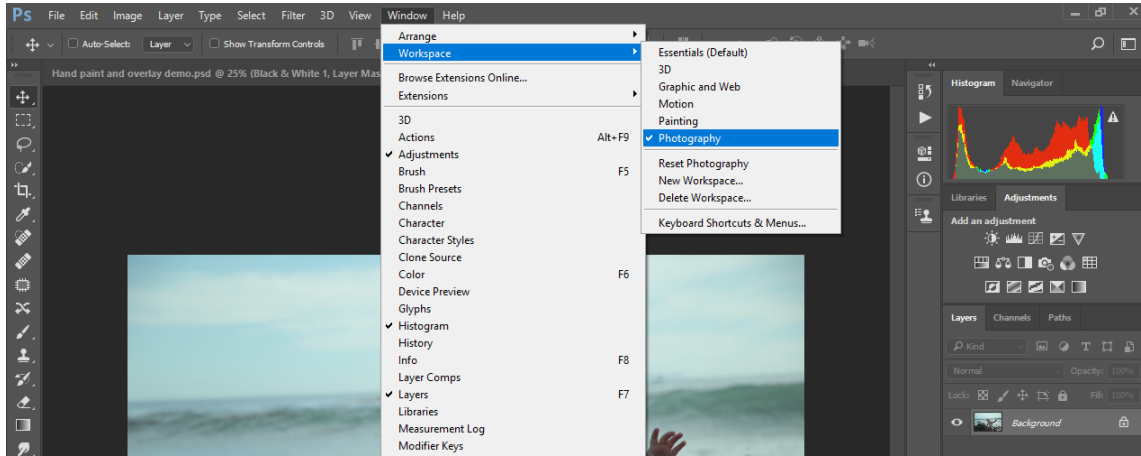 Ps File Edit Image Layer Type Select Filter 3D View Window Help
Auto-Select: Layer Show Transform Controls
Hand paint and overlay demo.psd @ 25% (Black & White 1, Layer Mas
Arrange
Workspace
Browse Extensions Online...
Extensions
3D
Actions Alt+F9
Adjustments
Brush F5
Brush Presets
Channels
Character
Character Styles
Clone Source
Color F6
Device Preview
Glyphs
Histogram
History
Info F8
Layer Comps
Layers F7
Libraries
Measurement Log
Modifier Keys
Essentials (Default)
3D
Graphic and Web
Motion
Painting
Photography
Reset Photography
New Workspace...
Delete Workspace...
Keyboard Shortcuts & Menus...
Histogram Navigator
Libraries Adjustments
Add an adjustment
Layers Channels Paths
Kind
Normal Opacity: 100%
Lock: Fill: 100%
Background